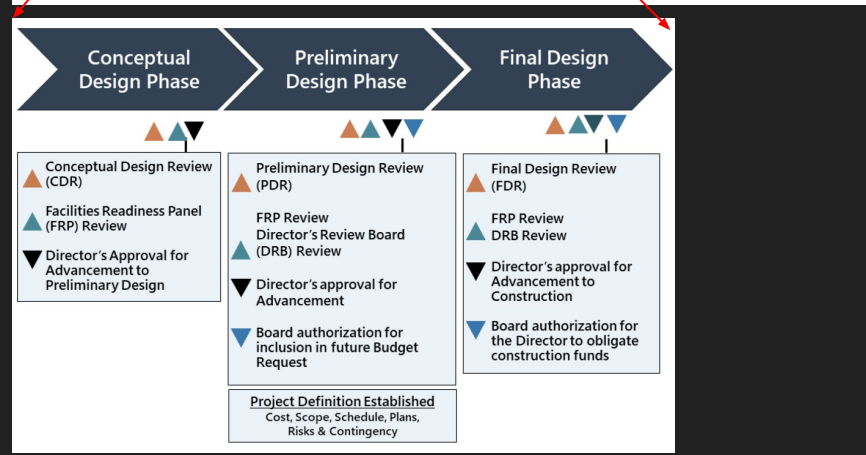 Conceptual
Design Phase
Preliminary
Design Phase
Final Design
Phase
Conceptual Design Review
(CDR)
Facilities Readiness Panel
(FRP) Review
Director's Approval for
Advancement to
Preliminary Design
Preliminary Design Review
(PDR)
FRP Review
Director's Review Board
(DRB) Review
Director's approval for
Advancement
Board authorization for
inclusion in future Budget
Request
Project Definition Established
Cost, Scope, Schedule, Plans,
Risks & Contingency
Final Design Review
(FDR)
FRP Review
DRB Review
Director's approval for
Advancement to
Construction
Board authorization for
the Director to obligate
construction funds